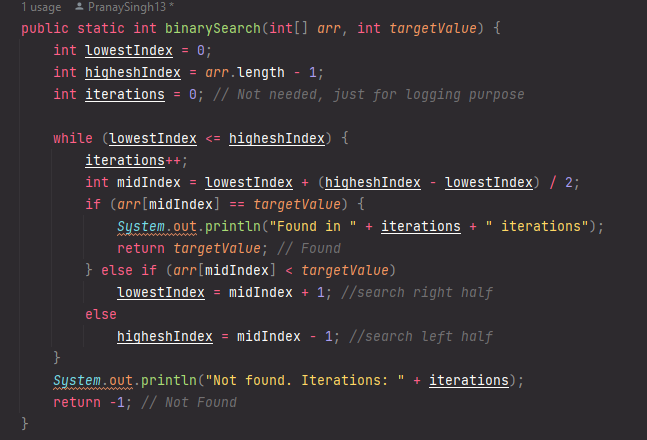 1 usage PranaySingh13 *
public static int binarySearch(int[] arr, int targetValue) {
    int lowestIndex = 0;
    int higheshIndex = arr.length - 1;
    int iterations = 0; // Not needed, just for logging purpose

    while (lowestIndex <= higheshIndex) {
        iterations++;
        int midIndex = lowestIndex + (higheshIndex - lowestIndex) / 2;
        if (arr[midIndex] == targetValue) {
            System.out.println("Found in " + iterations + " iterations");
            return targetValue; // Found
        } else if (arr[midIndex] < targetValue)
            lowestIndex = midIndex + 1; //search right half
        else
            higheshIndex = midIndex - 1; //search left half
    }
    System.out.println("Not found. Iterations: " + iterations);
    return -1; // Not Found
}